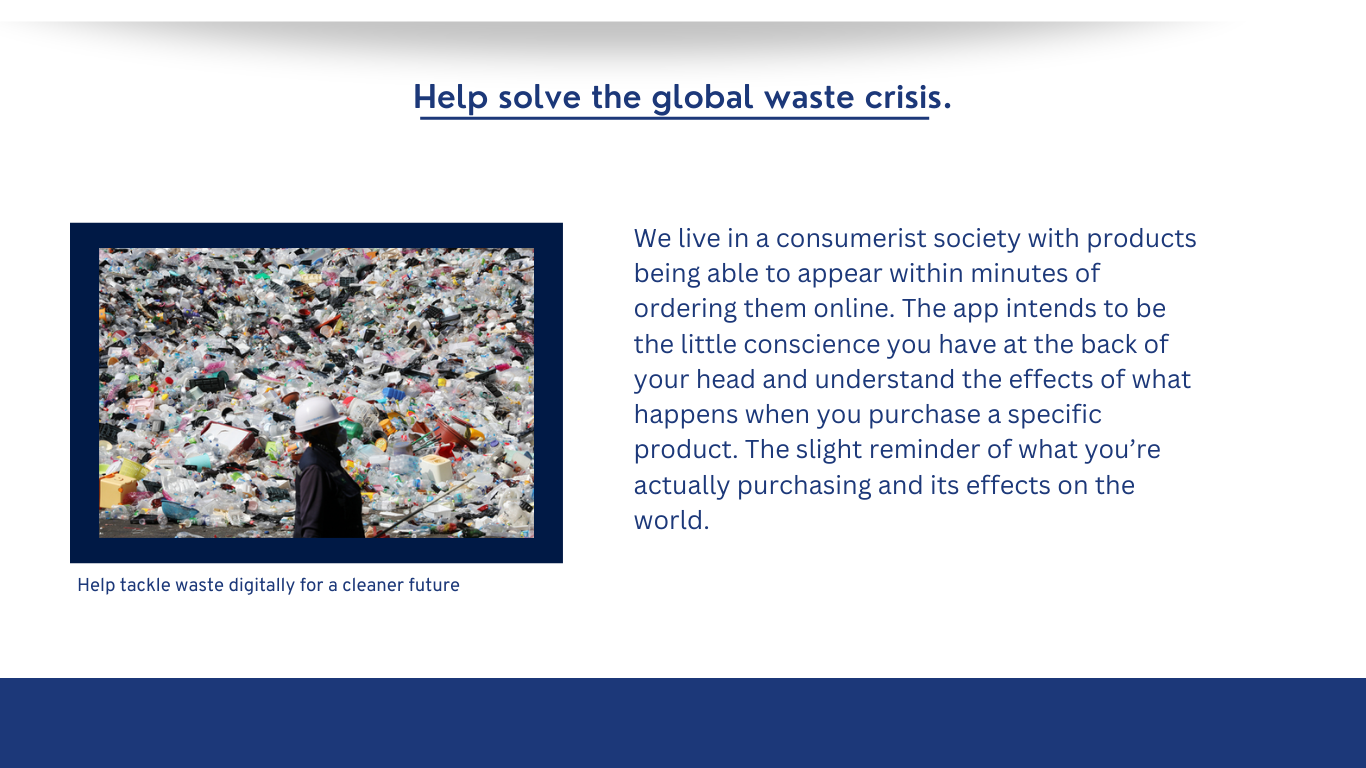 Help solve the global waste crisis.
We live in a consumerist society with products
being able to appear within minutes of
ordering them online. The app intends to be
the little conscience you have at the back of
your head and understand the effects of what
happens when you purchase a specific
product. The slight reminder of what you’re
actually purchasing and its effects on the
world.
Help tackle waste digitally for a cleaner future